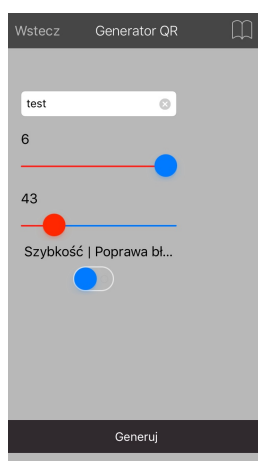 Wstecz Generator QR
test
6
43
Szybkość | Poprawa bł...
Generuj